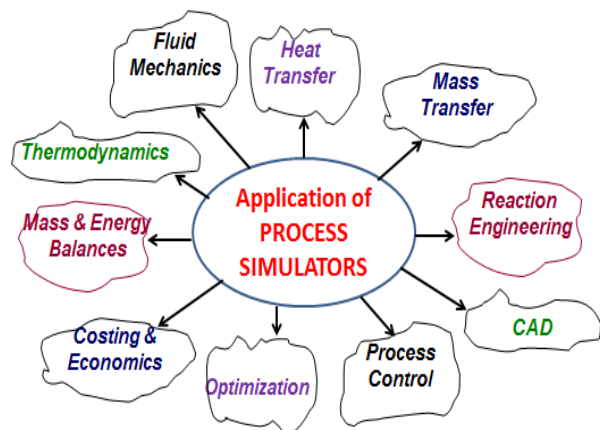 Fluid
Mechanics
Heat
Transfer
Mass
Transfer
Thermodynamics
Application of
PROCESS
SIMULATORS
Reaction
Engineering
Mass & Energy
Balances
CAD
Costing &
Economics
Optimization
Process
Control